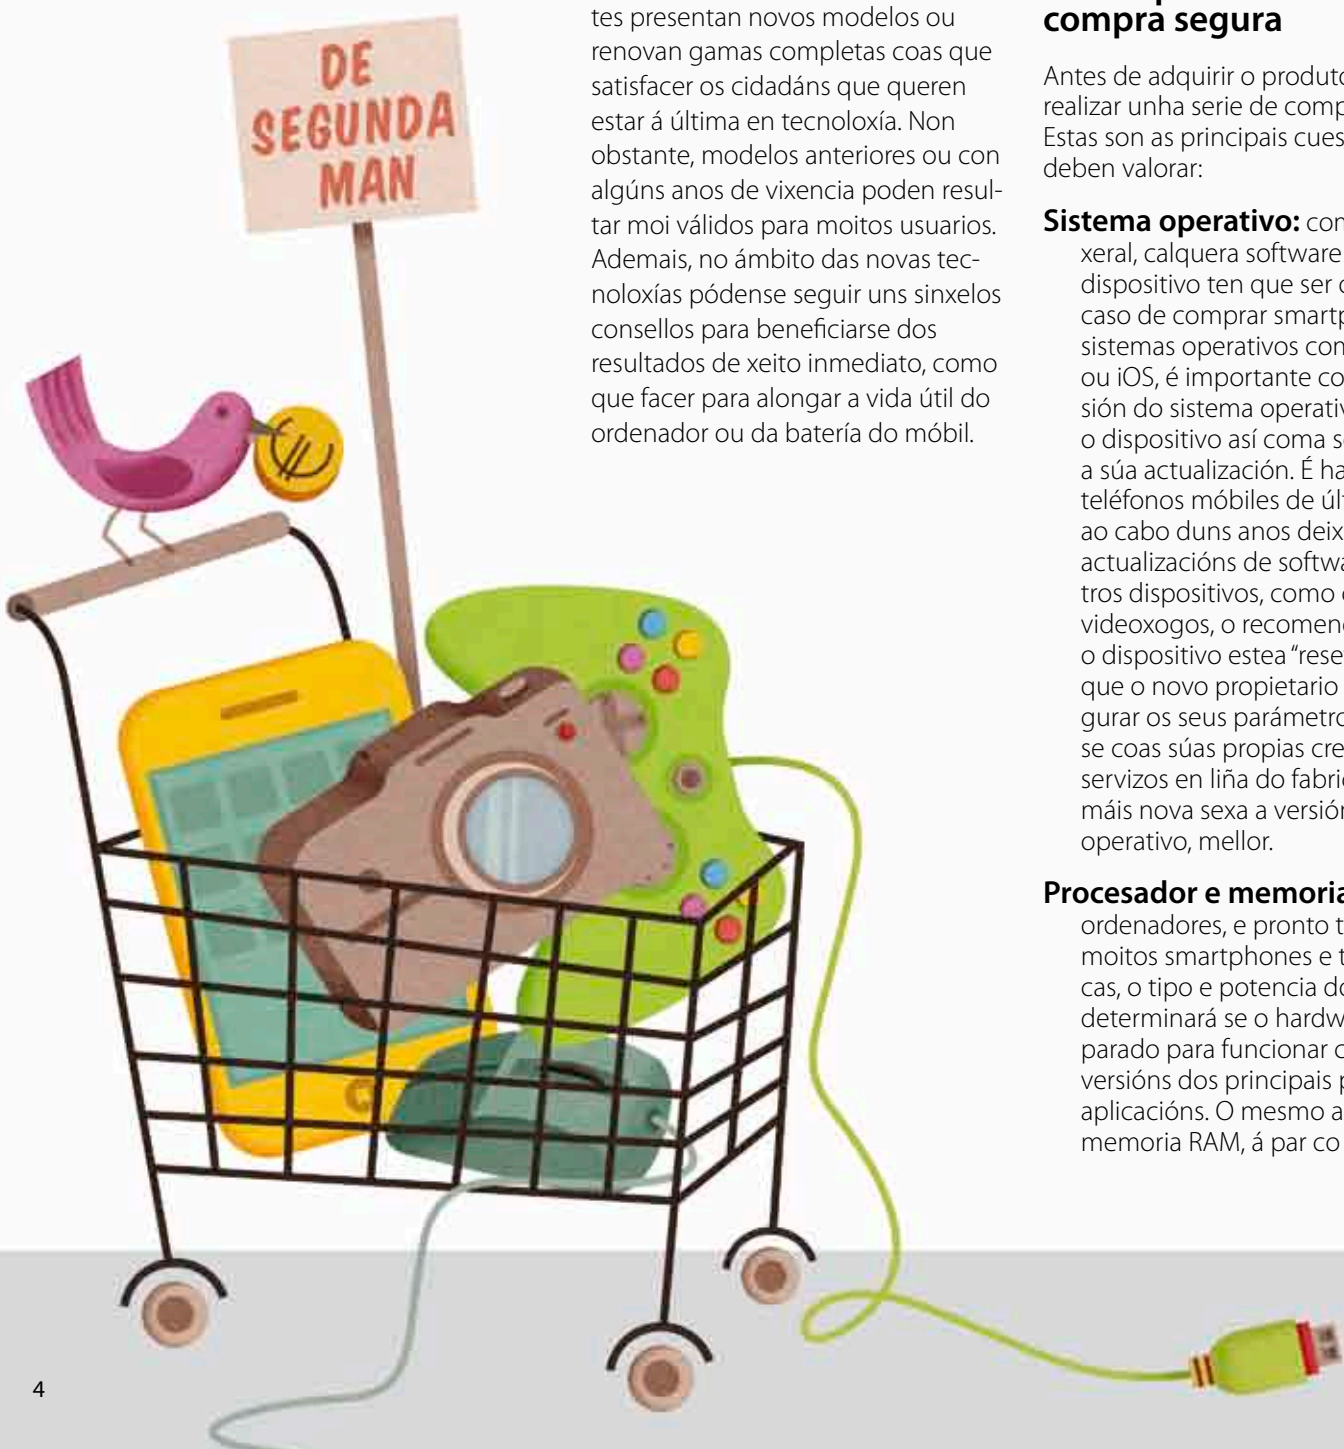 DE
SEGUNDA
MAN
tes presentan novos modelos ou
renovan gamas completas coas que
satisfacer os cidadáns que queren
estar á última en tecnoloxía. Non
obstante, modelos anteriores ou con
algúns anos de vixencia poden resul-
tar moi válidos para moitos usuarios.
Ademais, no ámbito das novas tec-
noloxías pódense seguir uns sinxelos
consellos para beneficiarse dos
resultados de xeito inmediato, como
que facer para alongar a vida útil do
ordenador ou da batería do móbil.
compra segura
Antes de adquirir o produto
realizar unha serie de comp
Estas son as principais cues
deben valorar:
Sistema operativo:
xeral, calquera software
dispositivo ten que ser
caso de comprar smartp
sistemas operativos
ou iOS, é importante co
sión do sistema operativ
o dispositivo así coma s
a súa actualización. É ha
teléfonos móbiles de últ
ao cabo duns anos deix
actualizacións de softwa
tros dispositivos, como
videoxogos, o recomen
o dispositivo estea “rese
que o novo propietario
gurar os seus parámetro
se coas súas propias cre
servizos en liña do fabri
máis nova sexa a versión
operativo, mellor.
Procesador e memoria
ordenadores, e pronto t
moitos smartphones e t
cas, o tipo e potencia do
determinará se o hardw
parado para funcionar c
versións dos principais p
aplicacións. O mesmo a
memoria RAM, á par co
4